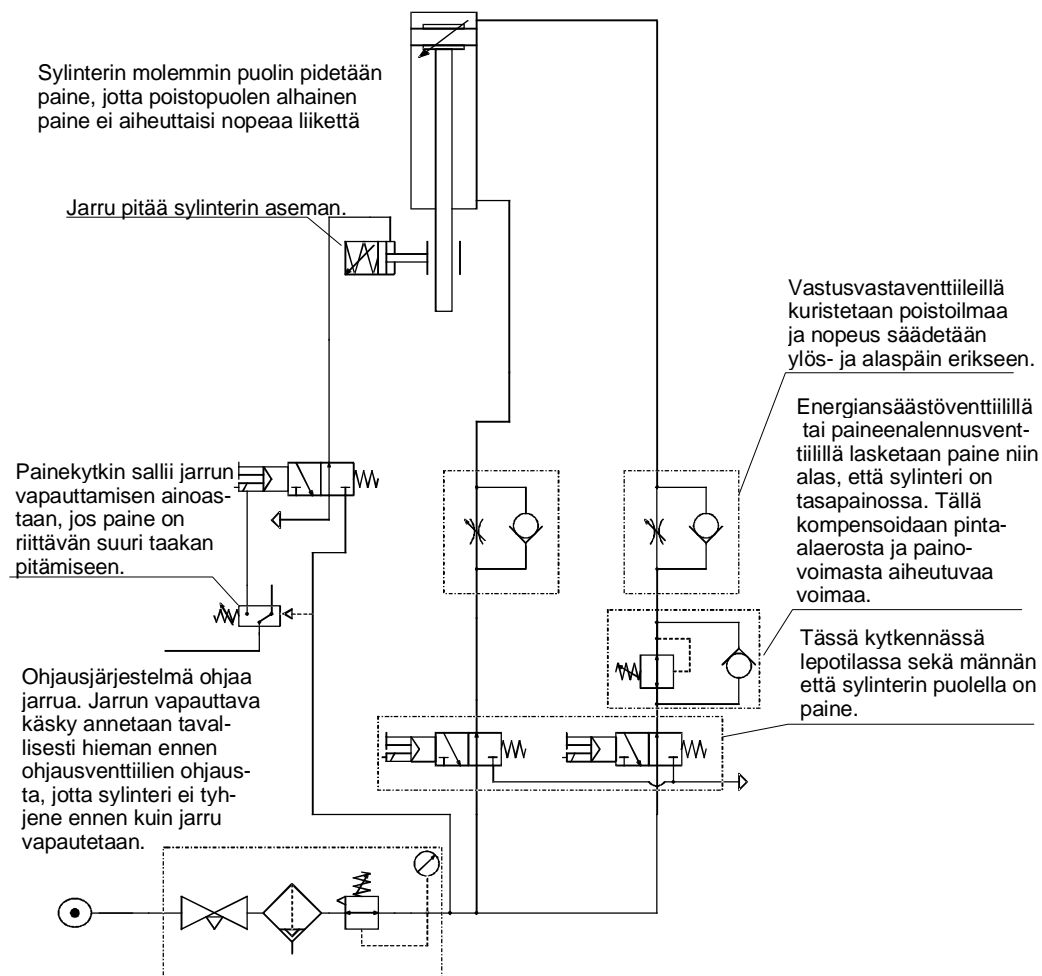 Sylinterin molemmin puolin pidetään
paine, jotta poistopuolen alhainen
paine ei aiheuttaisi nopeaa liikettä
Jarru pitää sylinterin aseman.
Vastusvastaventtiileillä
kuristetaan poistoilmaa
ja nopeus säädetään
ylös- ja alaspäin erikseen.
Energiansäästöventtiilillä
tai paineenalennusvent-
tiilillä lasketaan paine niin
alas, että sylinteri on
tasapainossa. Tällä
kompensoidaan pinta-
alaerosta ja paino-
voimasta aiheutuvaa
voimaa.
Painekytkin sallii jarrun
vapauttamisen ainoas-
taan, jos paine on
riittävän suuri taakan
pitämiseen.
Tässä kytkennässä
lepotilassa sekä männän
että sylinterin puolella on
paine.
Ohjausjärjestelmä ohjaa
jarrua. Jarrun vapauttava
käsky annetaan taval-
lisesti hieman ennen
ohjausventtiilien ohjaus-
ta, jotta sylinteri ei tyh-
jene ennen kuin jarru
vapautetaan.